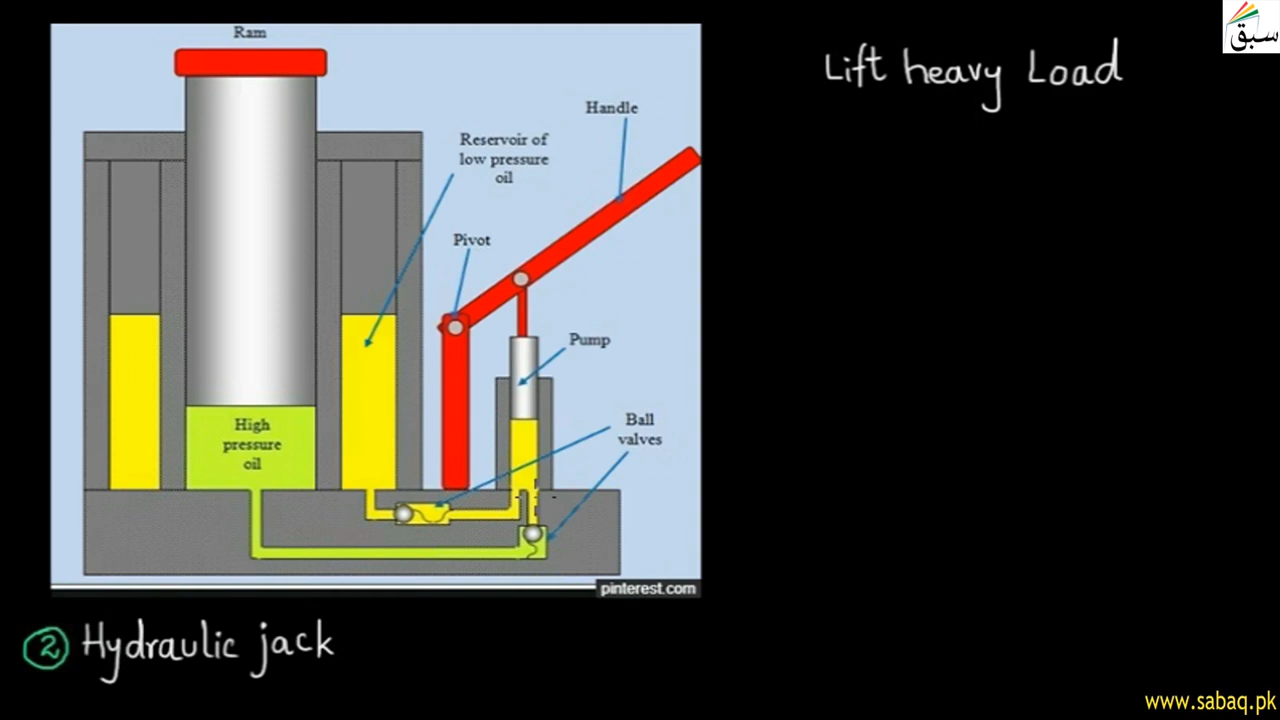 Ram
Lift heavy Load
سبق
Handle
Reservoir of
low pressure
oil
Pivot
Pump
High
pressure
oil
Ball
valves
pinterest.com
2 Hydraulic jack
www.sabaq.pk